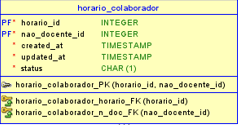 horario_colaborador
PF* horario_id INTEGER
PF* nao_docente_id INTEGER
* created_at TIMESTAMP
* updated_at TIMESTAMP
* status CHAR (1)
horario_colaborador_PK (horario_id, nao_docente_id)
horario_colaborador_horario_FK (horario_id)
horario_colaborador_n_doc_FK (nao_docente_id)